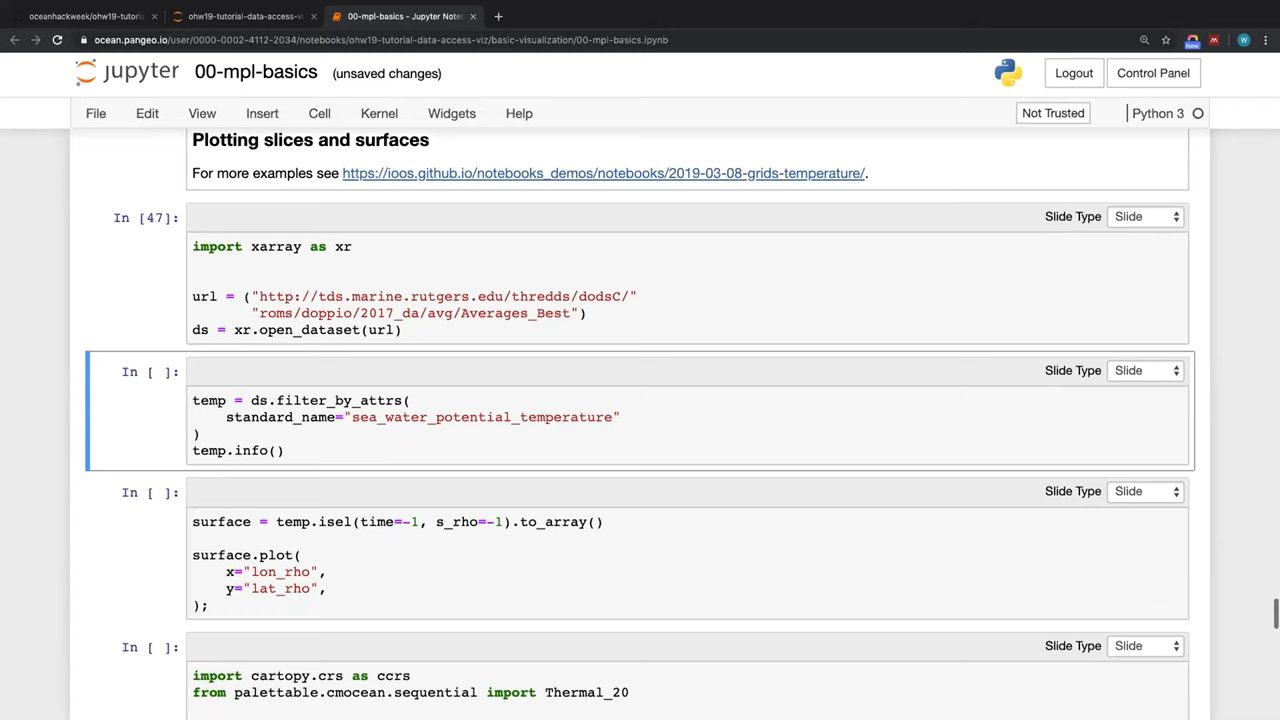 oceanhackweek/ohw19-tutori
ohw19-tutorial-data-access-vi
00-mpl-basics - Jupyter Note
ocean.pangeo.io/user/0000-0002-4112-2034/notebooks/ohw19-tutorial-data-access-viz/basic-visualization/00-mpl-basics.ipynb
New
W
jupyter 00-mpl-basics (unsaved changes)
Logout
Control Panel
File Edit View Insert Cell Kernel Widgets Help
Not Trusted
Python 3
Plotting slices and surfaces
For more examples see https://ioos.github.io/notebooks_demos/notebooks/2019-03-08-grids-temperature/.
In [47]:
Slide Type Slide
import xarray as xr
url = ("http://tds.marine.rutgers.edu/thredds/dodsC/"
"roms/doppio/2017_da/avg/Averages_Best")
ds = xr.open_dataset(url)
In [ ]:
Slide Type Slide
temp = ds.filter_by_attrs(
standard_name="sea_water_potential_temperature"
)
temp.info()
In [ ]:
Slide Type Slide
surface = temp.isel(time=-1, s_rho=-1).to_array()
surface.plot(
x="lon_rho",
y="lat_rho",
);
In [ ]:
Slide Type Slide
import cartopy.crs as ccrs
from palettable.cmocean.sequential import Thermal_20